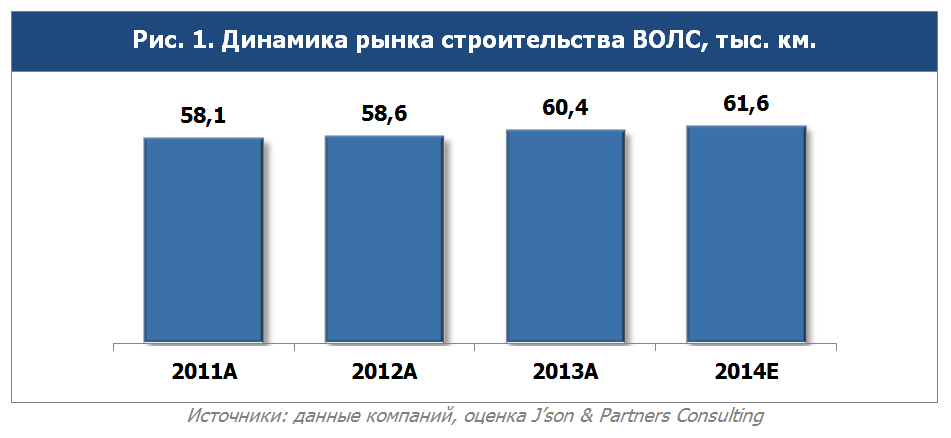 Рис. 1. Динамика рынка строительства ВОЛС, тыс. км.
58,1 58,6 60,4 61,6
2011A 2012A 2013A 2014E
Источники: данные компаний, оценка J’son & Partners Consulting